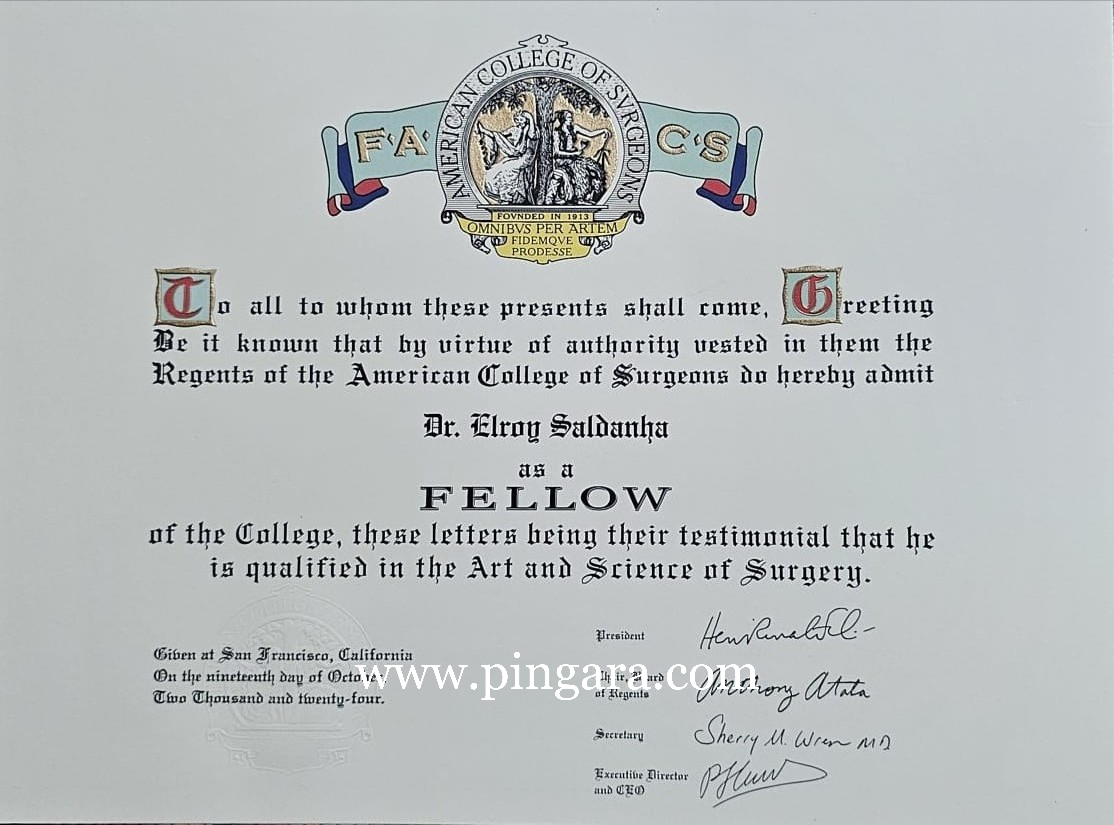 AMERICAN COLLEGE OF SVRGEONS
F·A· C·S
FOVNDED IN 1913
OMNIBVS PER ARTEM
FIDEMQVE
PRODESSE
To all to whom these presents shall come, Greeting
Be it known that by virtue of authority vested in them the
Regents of the American College of Surgeons do hereby admit
Dr. Elroy Saldanha
as a
FELLOW
of the College, these letters being their testimonial that he
is qualified in the Art and Science of Surgery.
Given at San Francisco, California
On the nineteenth day of October
Two Thousand and twenty-four.
www.pingara.com
President
Chair, Board
of Regents
Anthony Atala
Secretary
Sherry M. Wren MD
Executive Director
and CEO